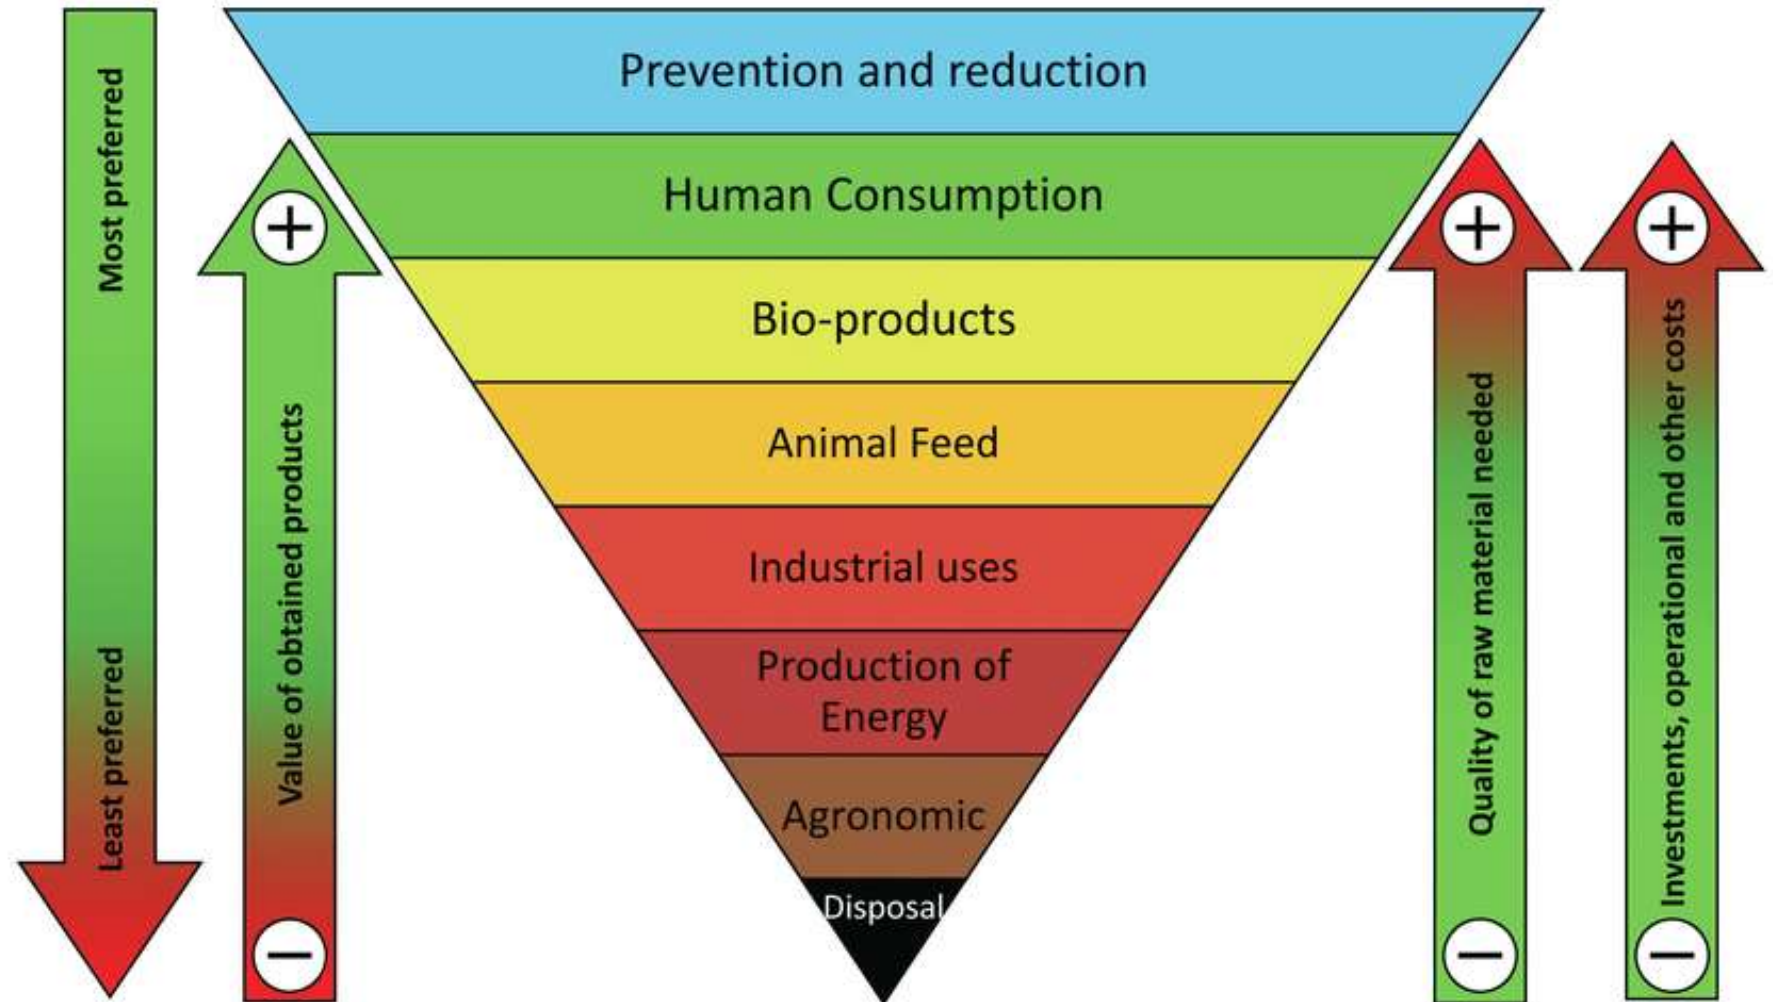 Most preferred
Least preferred
Value of obtained products
+
−
Prevention and reduction
Human Consumption
Bio-products
Animal Feed
Industrial uses
Production of
Energy
Agronomic
Disposal
+
Quality of raw material needed
−
+
Investments, operational and other costs
−